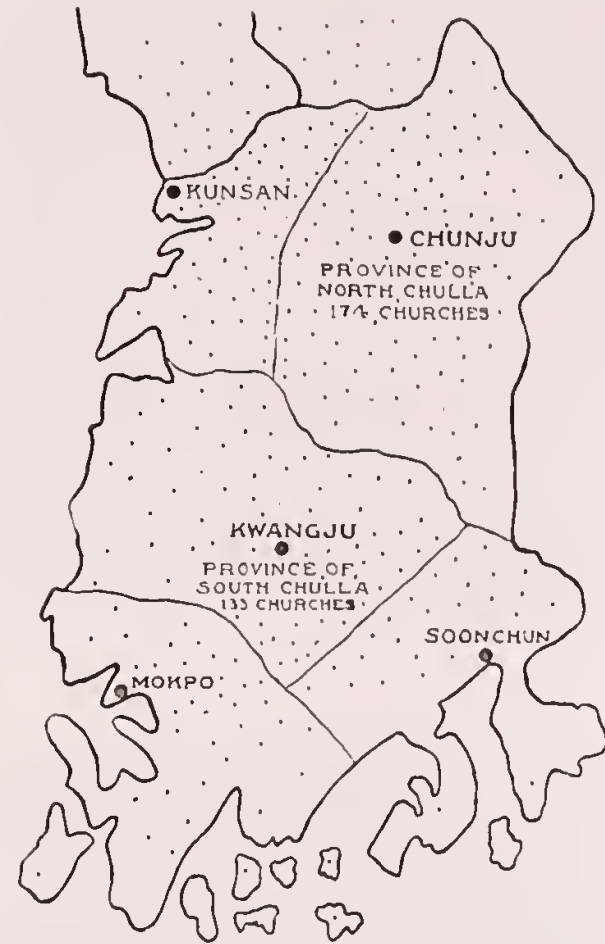 KUNSAN
CHUNJU
PROVINCE OF
NORTH CHULLA
174 CHURCHES
KWANGJU
PROVINCE OF
SOUTH CHULLA
133 CHURCHES
SOONCHUN
MOKPO